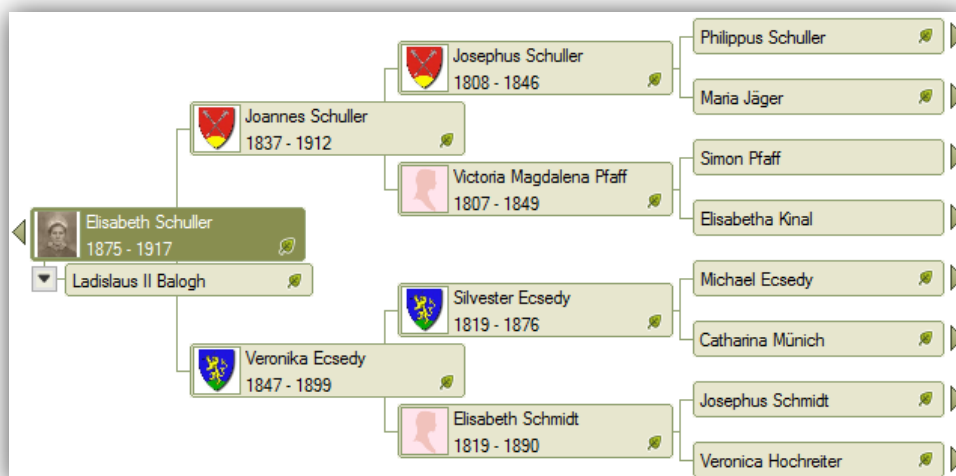 Philippus Schuller
Josephus Schuller
1808 - 1846
Maria Jäger
Joannes Schuller
1837 - 1912
Simon Pfaff
Victoria Magdalena Pfaff
1807 - 1849
Elisabetha Kinal
Elisabeth Schuller
1875 - 1917
Ladislaus II Balogh
Michael Ecsedy
Silvester Ecsedy
1819 - 1876
Catharina Münich
Veronika Ecsedy
1847 - 1899
Josephus Schmidt
Elisabeth Schmidt
1819 - 1890
Veronica Hochreiter